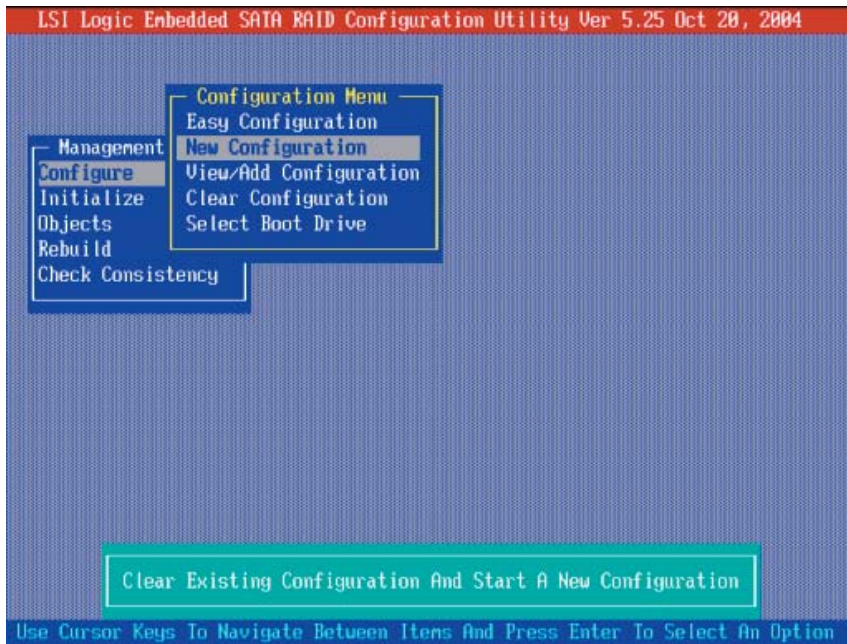 LSI Logic Embedded SATA RAID Configuration Utility Ver 5.25 Oct 20, 2004
Configuration Menu
Easy Configuration
New Configuration
View/Add Configuration
Clear Configuration
Select Boot Drive
Management
Configure
Initialize
Objects
Rebuild
Check Consistency
Clear Existing Configuration And Start A New Configuration
Use Cursor Keys To Navigate Between Items And Press Enter To Select An Option